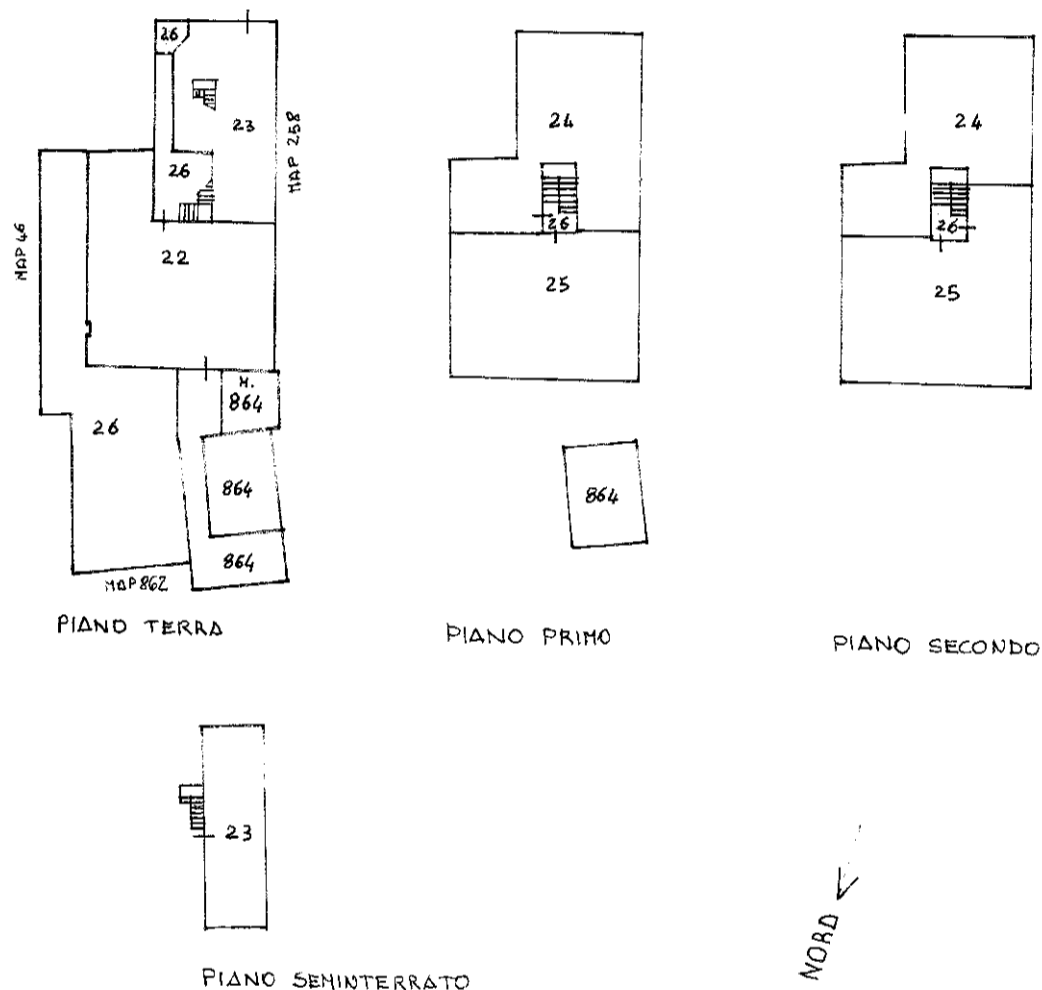 26
23
MAP 258
26
MAP 46
22
M.
864
26
864
864
MAP 862
PIANO TERRA
24
26
25
864
PIANO PRIMO
24
26
25
PIANO SECONDO
23
PIANO SEMINTERRATO
NORD